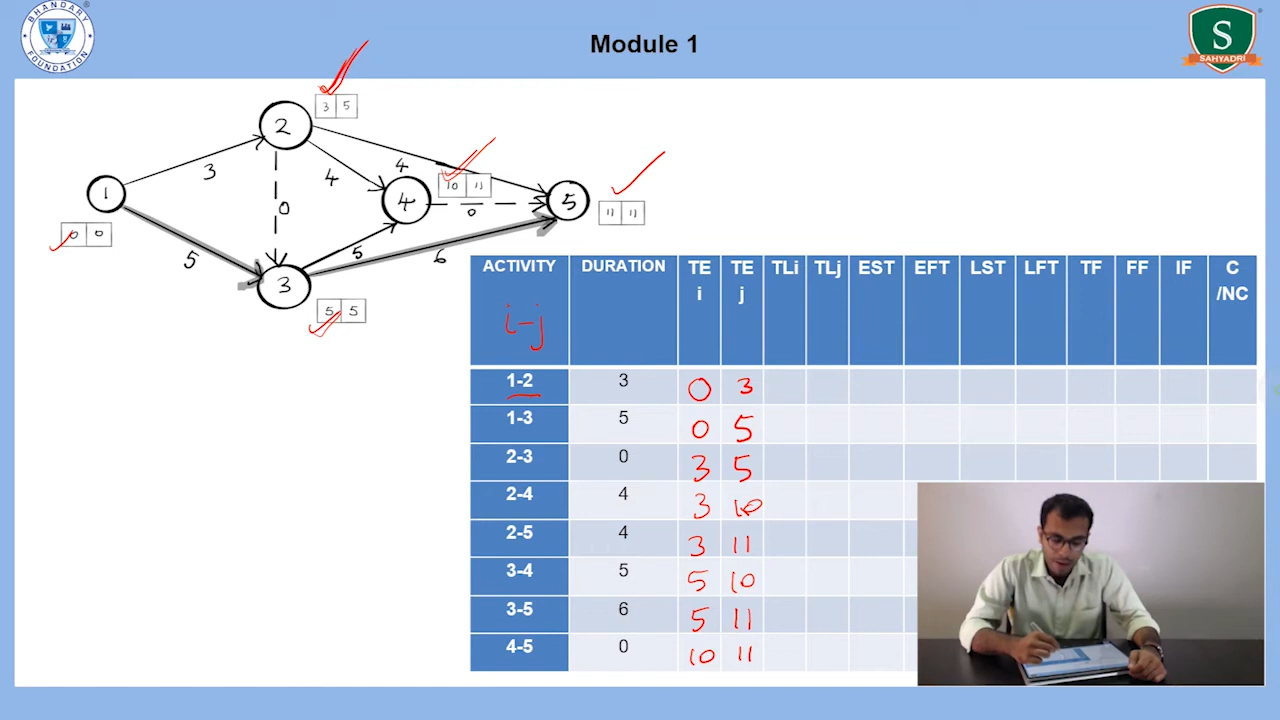 BHANDARY
FOUNDATION
Module 1
S
SAHYADRI
3 5
2
3
4
4
10 11
1
0
4
0
5
0 0
11 11
5
5
6
3
5 5
ACTIVITY DURATION TE i TE j TLi TLj EST EFT LST LFT TF FF IF C /NC
i-j
1-2 3 0 3
1-3 5 0 5
2-3 0 3 5
2-4 4 3 10
2-5 4 3 11
3-4 5 5 10
3-5 6 5 11
4-5 0 10 11